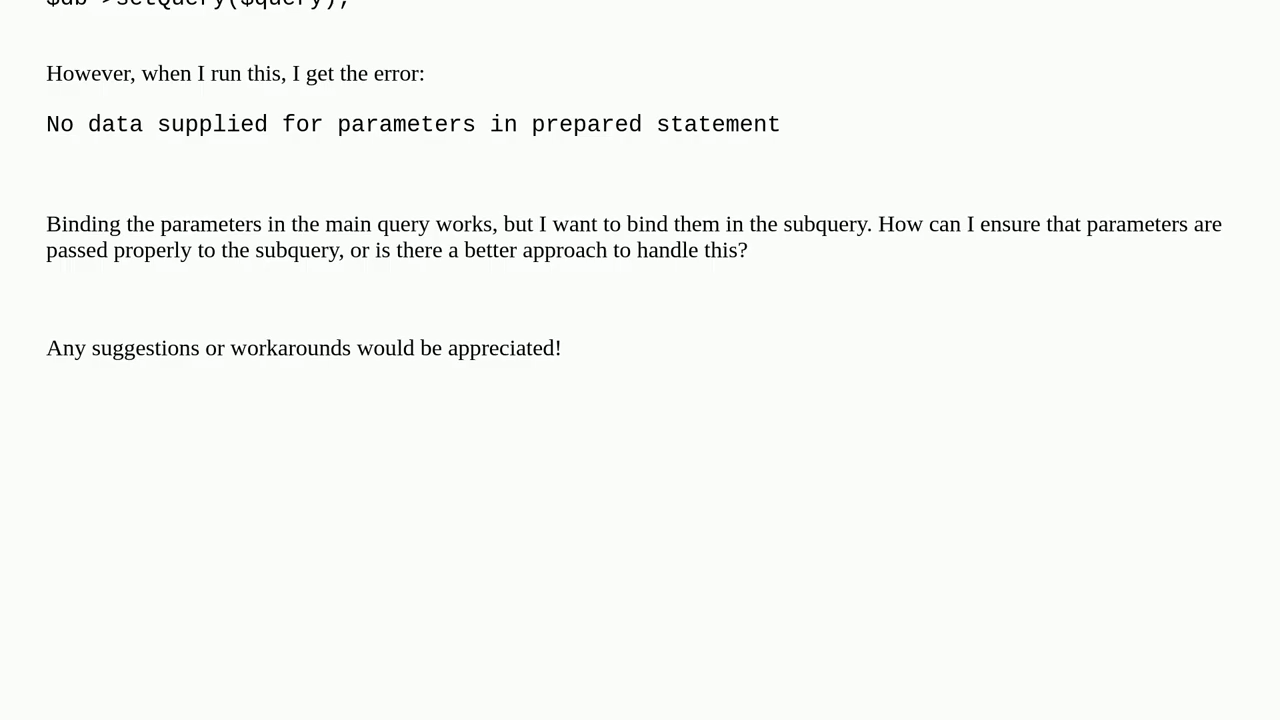 $db->setQuery($query);
However, when I run this, I get the error:
No data supplied for parameters in prepared statement
Binding the parameters in the main query works, but I want to bind them in the subquery. How can I ensure that parameters are
passed properly to the subquery, or is there a better approach to handle this?
Any suggestions or workarounds would be appreciated!